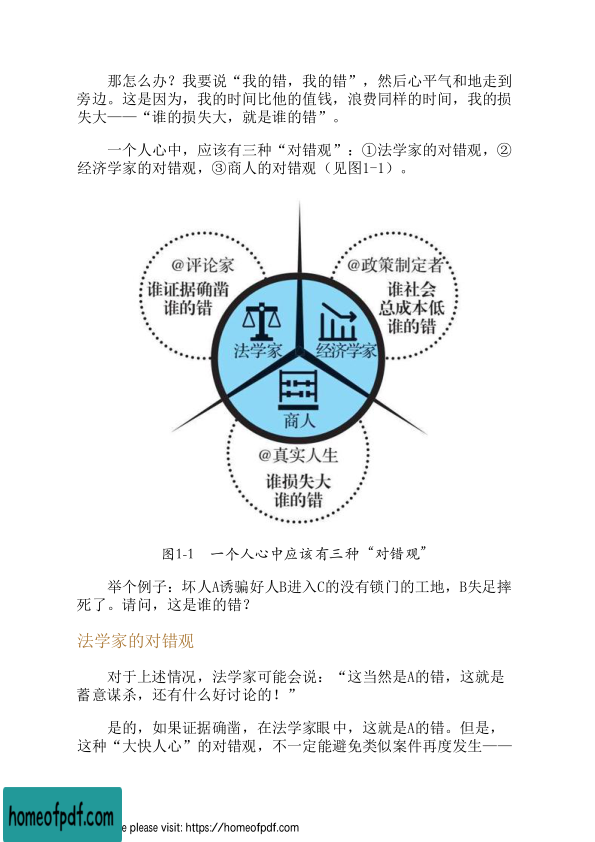 那怎么办？我要说“我的错，我的错”，然后心平气和地走到
旁边。这是因为，我的时间比他的值钱，浪费同样的时间，我的损
失大——“谁的损失大，就是谁的错”。
一个人心中，应该有三种“对错观”：①法学家的对错观，②
经济学家的对错观，③商人的对错观（见图1-1）。
@评论家
谁证据确凿
谁的错
@政策制定者
谁社会
总成本低
谁的错
法学家
经济学家
商人
@真实人生
谁损失大
谁的错
图1-1 一个人心中应该有三种“对错观”
举个例子：坏人A诱骗好人B进入C的没有锁门的工地，B失足摔
死了。请问，这是谁的错？
法学家的对错观
对于上述情况，法学家可能会说：“这当然是A的错，这就是
蓄意谋杀，还有什么好讨论的！”
是的，如果证据确凿，在法学家眼中，这就是A的错。但是，
这种“大快人心”的对错观，不一定能避免类似案件再度发生——
homeofpdf.com
please visit: https://homeofpdf.com